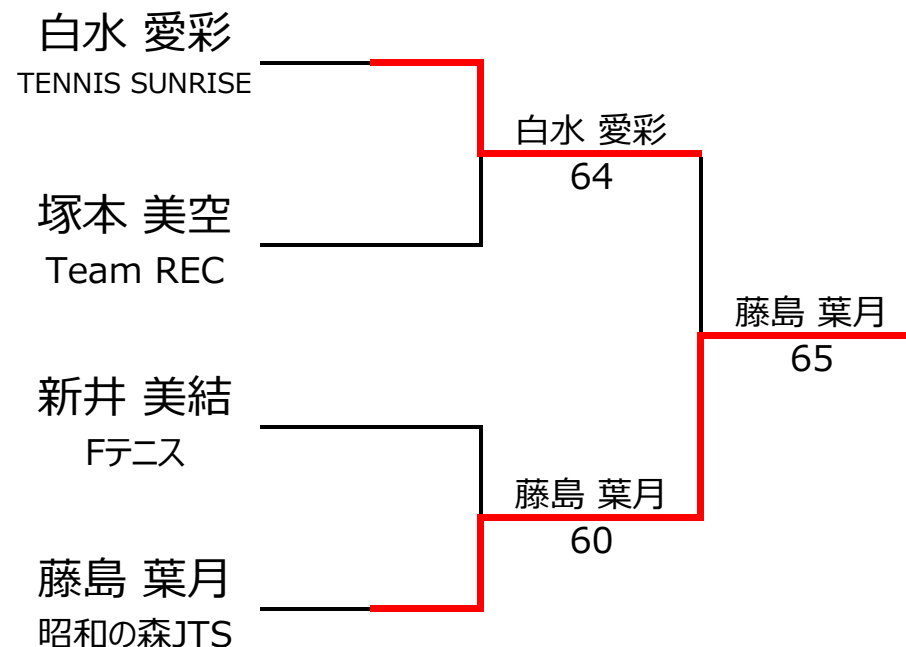 白水 愛彩
TENNIS SUNRISE
塚本 美空
Team REC
新井 美結
Fテニス
藤島 葉月
昭和の森JTS
白水 愛彩
64
藤島 葉月
60
藤島 葉月
65